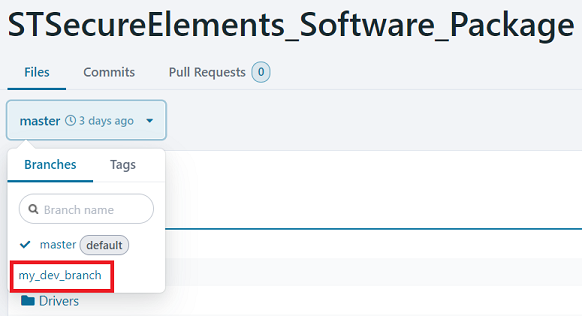 STSecureElements_Software_Package
Files Commits Pull Requests 0
master 3 days ago
Branches Tags
Branch name
master default
my_dev_branch
Drivers